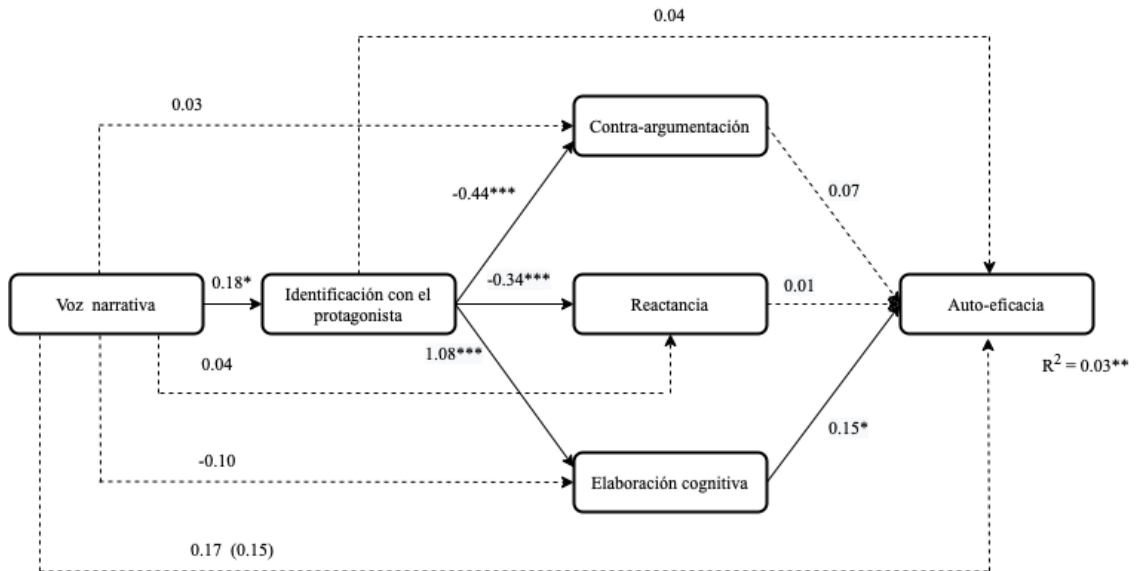 0.04
0.03
Contra-argumentación
-0.44***
0.07
Voz narrativa
0.18*
Identificación con el
protagonista
-0.34***
Reactancia
0.01
Auto-eficacia
1.08***
0.04
R² = 0.03**
0.15*
-0.10
Elaboración cognitiva
0.17 (0.15)